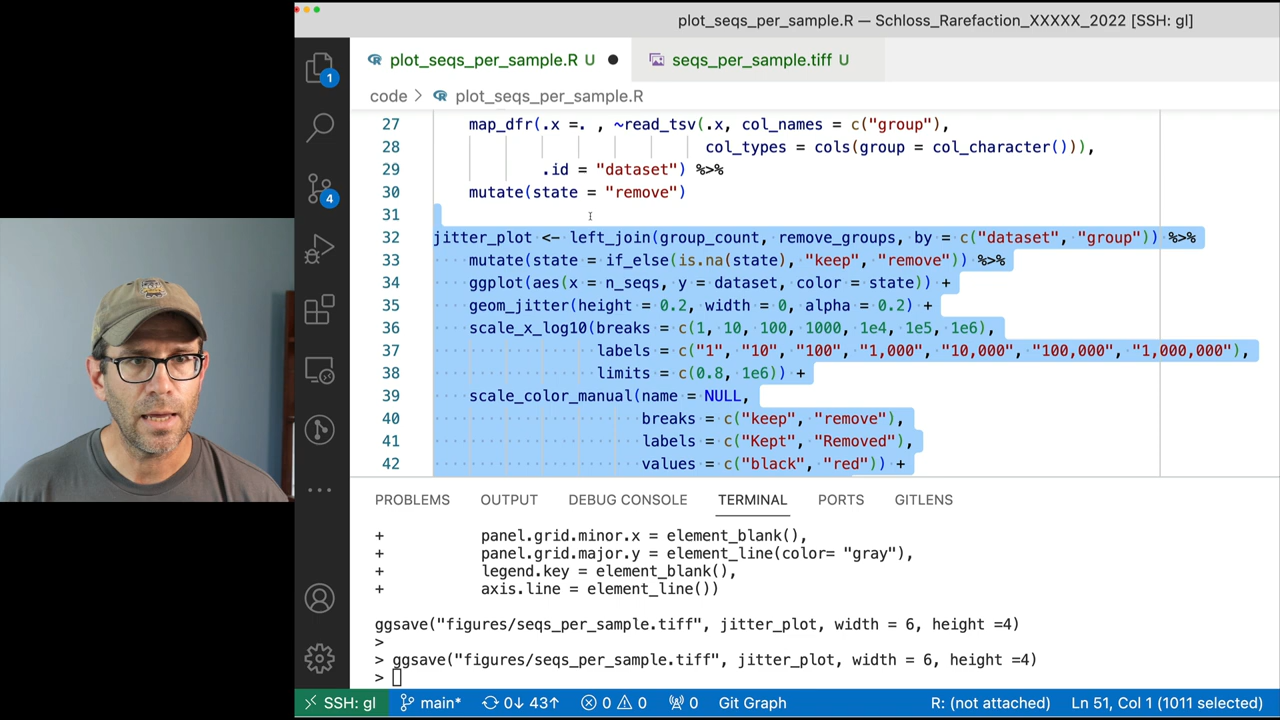 plot_seqs_per_sample.R — Schloss_Rarefaction_XXXXX_2022 [SSH: gl]
plot_seqs_per_sample.R U
seqs_per_sample.tiff U
code > plot_seqs_per_sample.R
1
4
27 map_dfr(.x =. , ~read_tsv(.x, col_names = c("group"),
28 col_types = cols(group = col_character())),
29 .id = "dataset") %>%
30 mutate(state = "remove")
31
32 jitter_plot <- left_join(group_count, remove_groups, by = c("dataset", "group")) %>%
33 mutate(state = if_else(is.na(state), "keep", "remove")) %>%
34 ggplot(aes(x = n_seqs, y = dataset, color = state)) +
35 geom_jitter(height = 0.2, width = 0, alpha = 0.2) +
36 scale_x_log10(breaks = c(1, 10, 100, 1000, 1e4, 1e5, 1e6),
37 labels = c("1", "10", "100", "1,000", "10,000", "100,000", "1,000,000"),
38 limits = c(0.8, 1e6)) +
39 scale_color_manual(name = NULL,
40 breaks = c("keep", "remove"),
41 labels = c("Kept", "Removed"),
42 values = c("black", "red")) +
PROBLEMS OUTPUT DEBUG CONSOLE TERMINAL PORTS GITLENS
+ panel.grid.minor.x = element_blank(),
+ panel.grid.major.y = element_line(color= "gray"),
+ legend.key = element_blank(),
+ axis.line = element_line())
ggsave("figures/seqs_per_sample.tiff", jitter_plot, width = 6, height =4)
>
> ggsave("figures/seqs_per_sample.tiff", jitter_plot, width = 6, height =4)
>
SSH: gl main* 0↓ 43↑ 0 0 0 Git Graph R: (not attached) Ln 51, Col 1 (1011 selected)